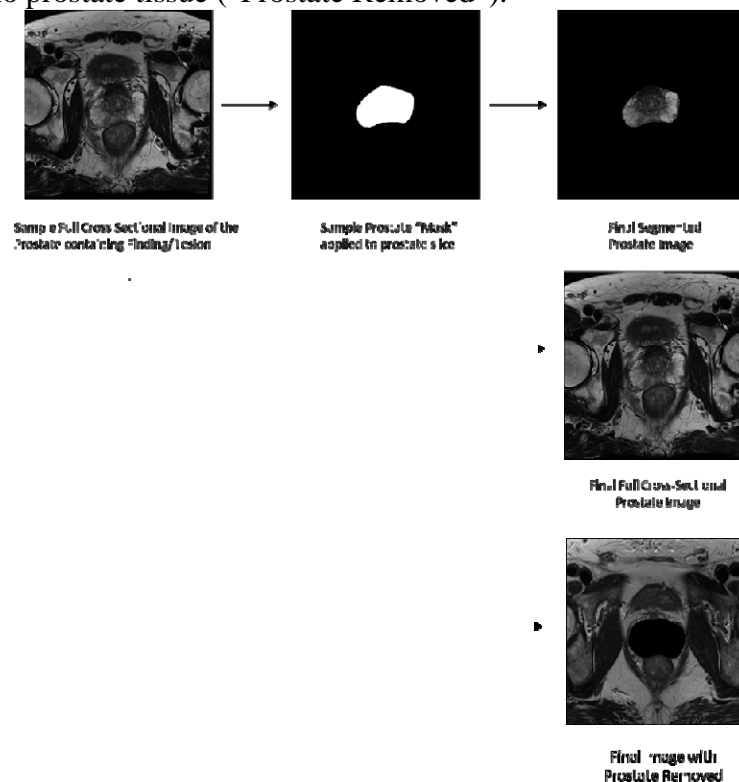 no prostate tissue ("Prostate Removed").
Sample Full Cross Sectional Image of the
Prostate containing Finding/Lesion
Sample Prostate "Mask"
applied to prostate slice
Final Segmented
Prostate Image
Final Full Cross-Sectional
Prostate Image
Final Image with
Prostate Removed